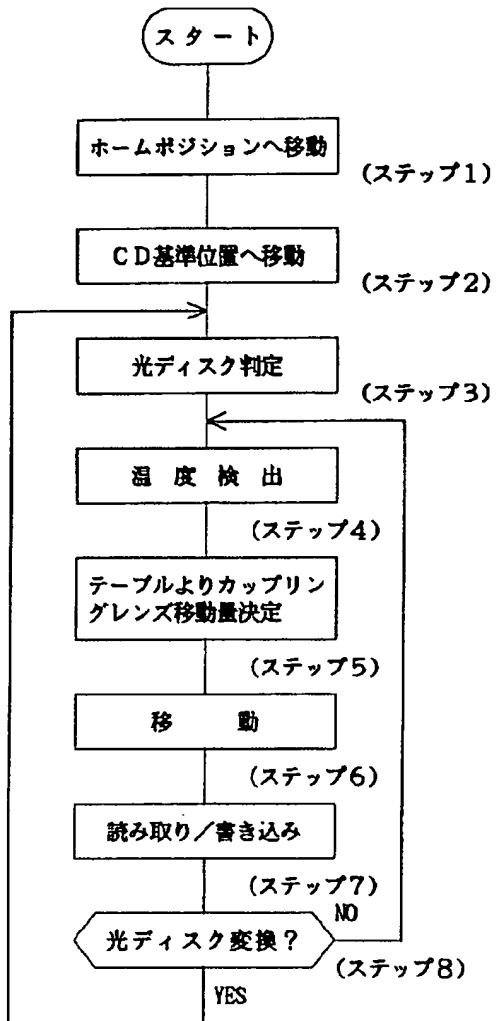 スタート
ホームポジションへ移動
(ステップ1)
CD基準位置へ移動
(ステップ2)
光ディスク判定
(ステップ3)
温度検出
(ステップ4)
テーブルよりカップリン
グレンズ移動量決定
(ステップ5)
移動
(ステップ6)
読み取り/書き込み
(ステップ7)
光ディスク変換?
NO
(ステップ8)
YES